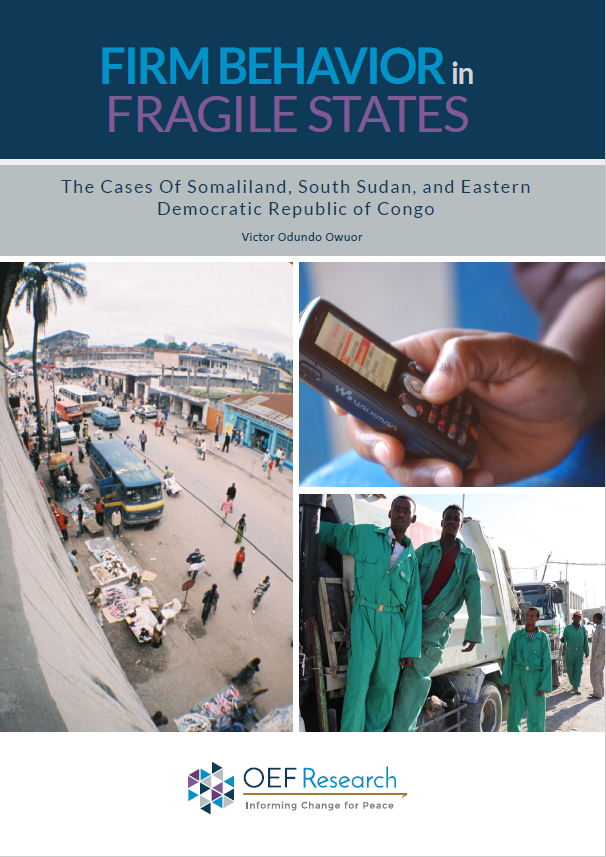 FIRM BEHAVIOR in
FRAGILE STATES
The Cases Of Somaliland, South Sudan, and Eastern
Democratic Republic of Congo
Victor Odundo Owuor
WALKMAN
OEF Research
Informing Change for Peace